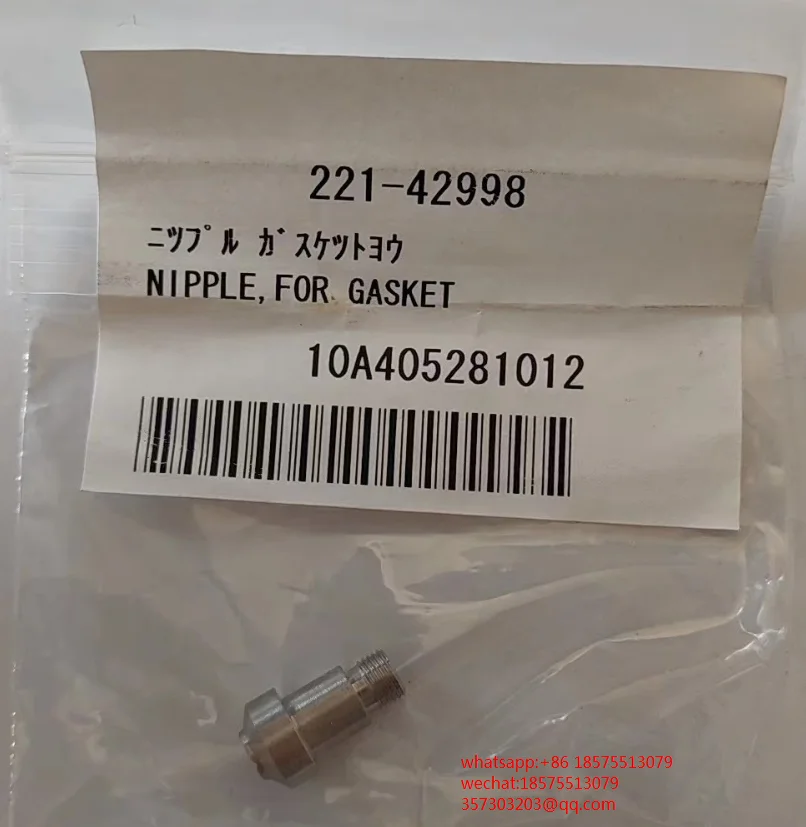 221-42998
ﾆﾂﾌﾟﾙ ｶﾞｽｹﾂﾄﾖｳ
NIPPLE,FOR GASKET
10A405281012
whatsapp:+86 18575513079
wechat:18575513079
357303203@qq.com